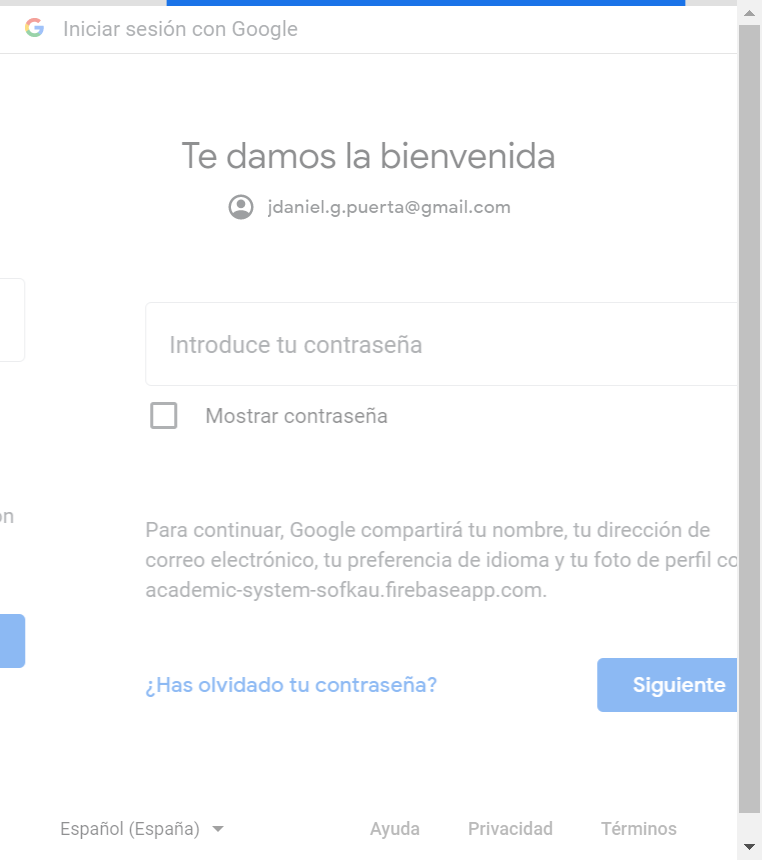 Iniciar sesión con Google
Te damos la bienvenida
jdaniel.g.puerta@gmail.com
Introduce tu contraseña
Mostrar contraseña
Para continuar, Google compartirá tu nombre, tu dirección de
correo electrónico, tu preferencia de idioma y tu foto de perfil co
academic-system-sofkau.firebaseapp.com.
¿Has olvidado tu contraseña?
Siguiente
Español (España)
Ayuda
Privacidad
Términos